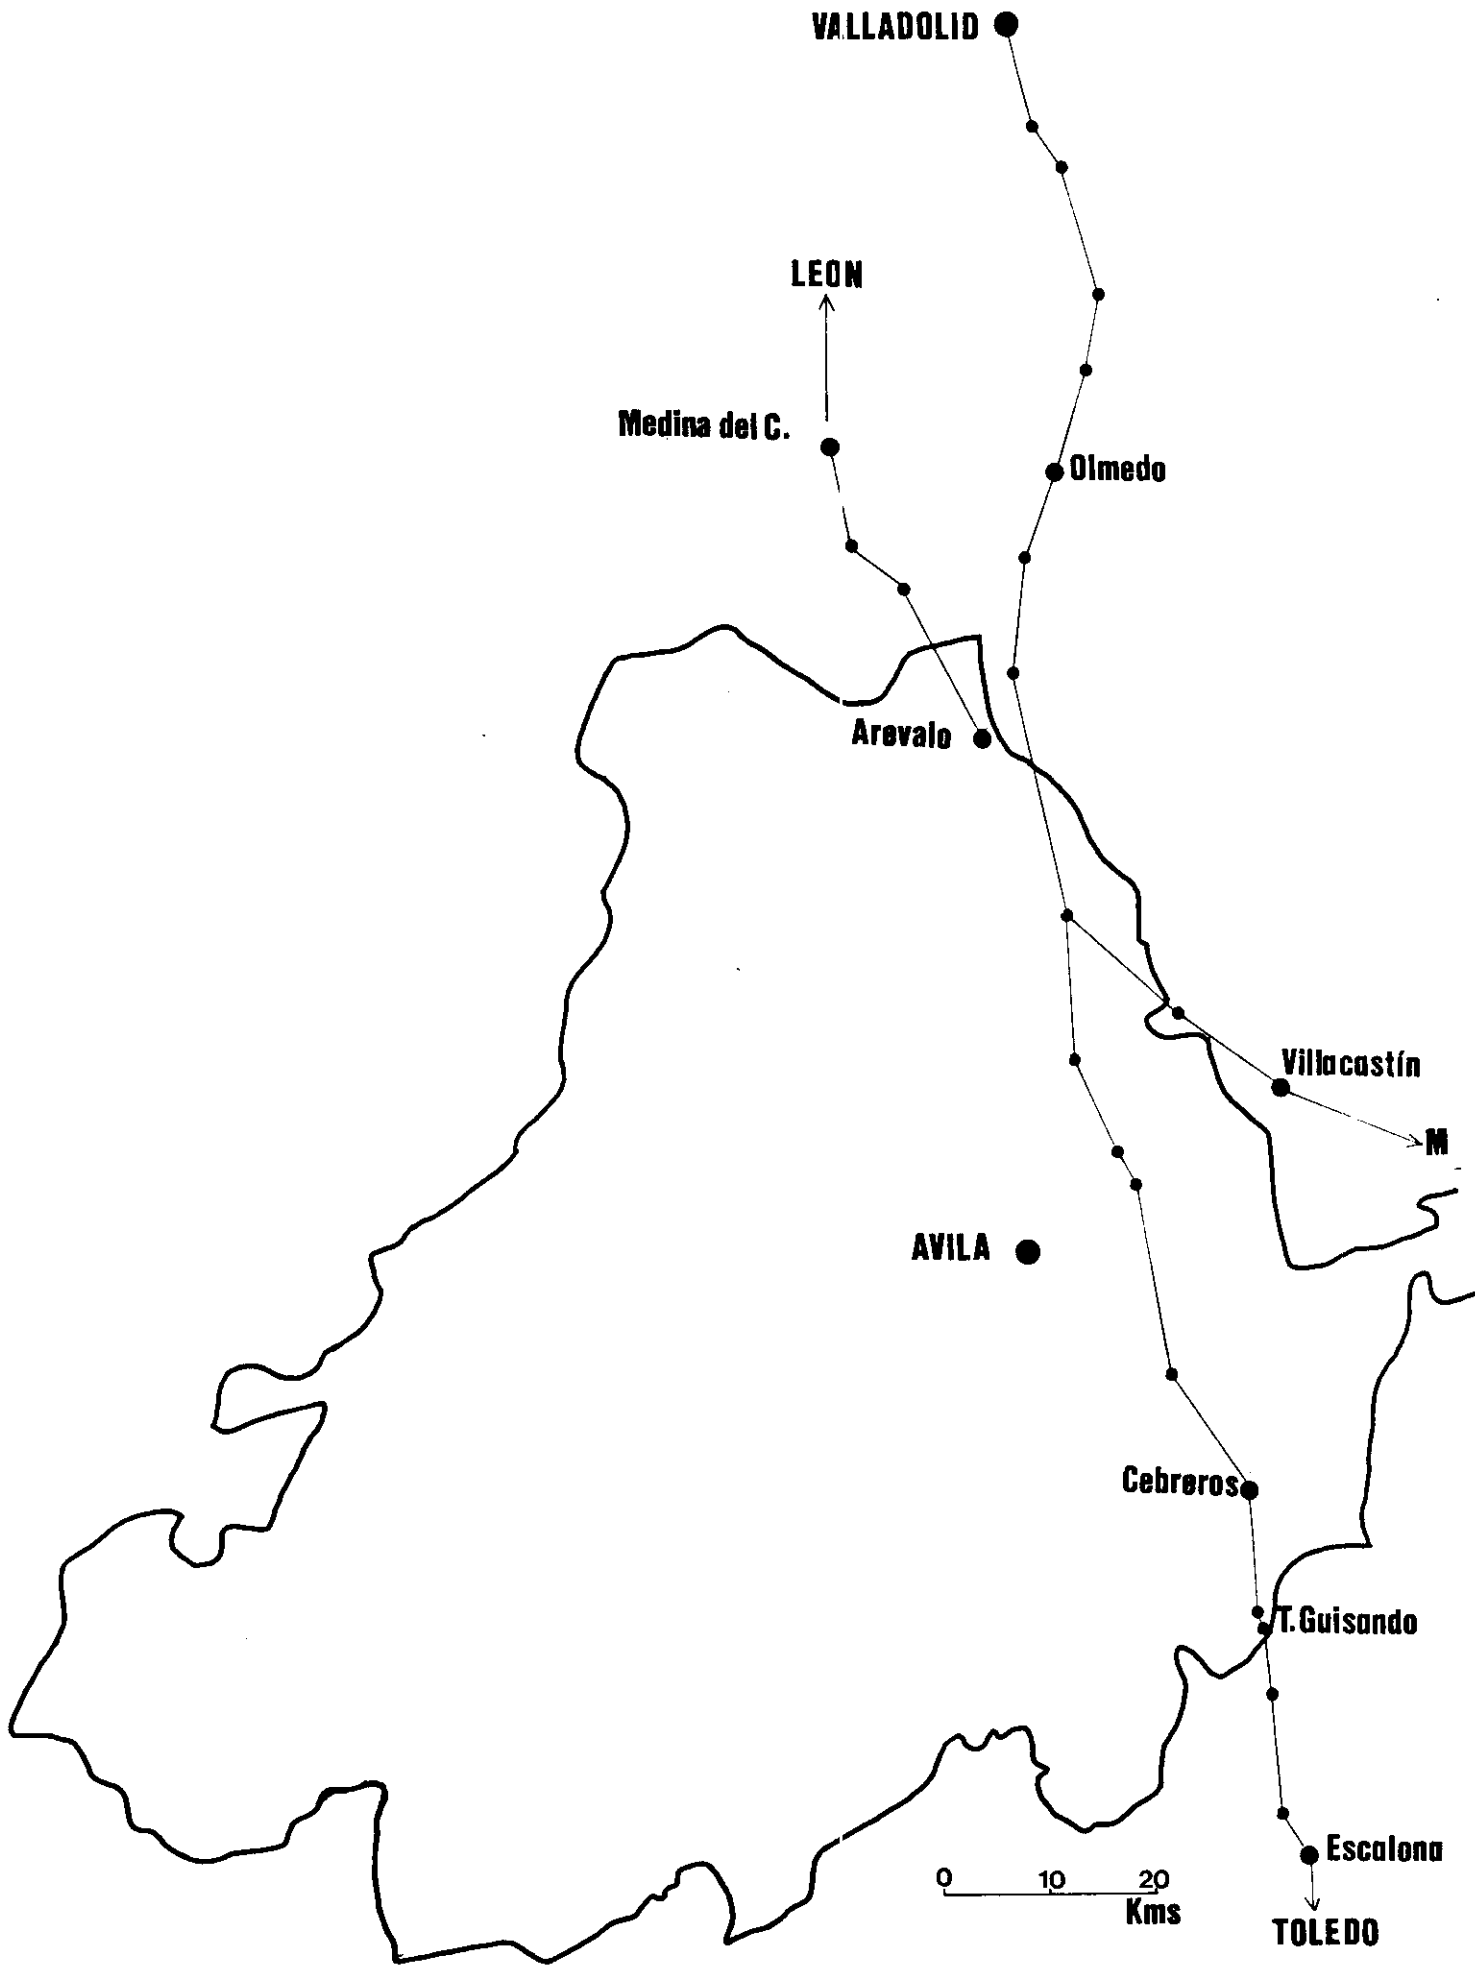 VALLADOLID
LEON
Medina del C.
Olmedo
Arevalo
Villacastín
M
AVILA
Cebreros
T. Guisando
Escalona
0 10 20
Kms
TOLEDO